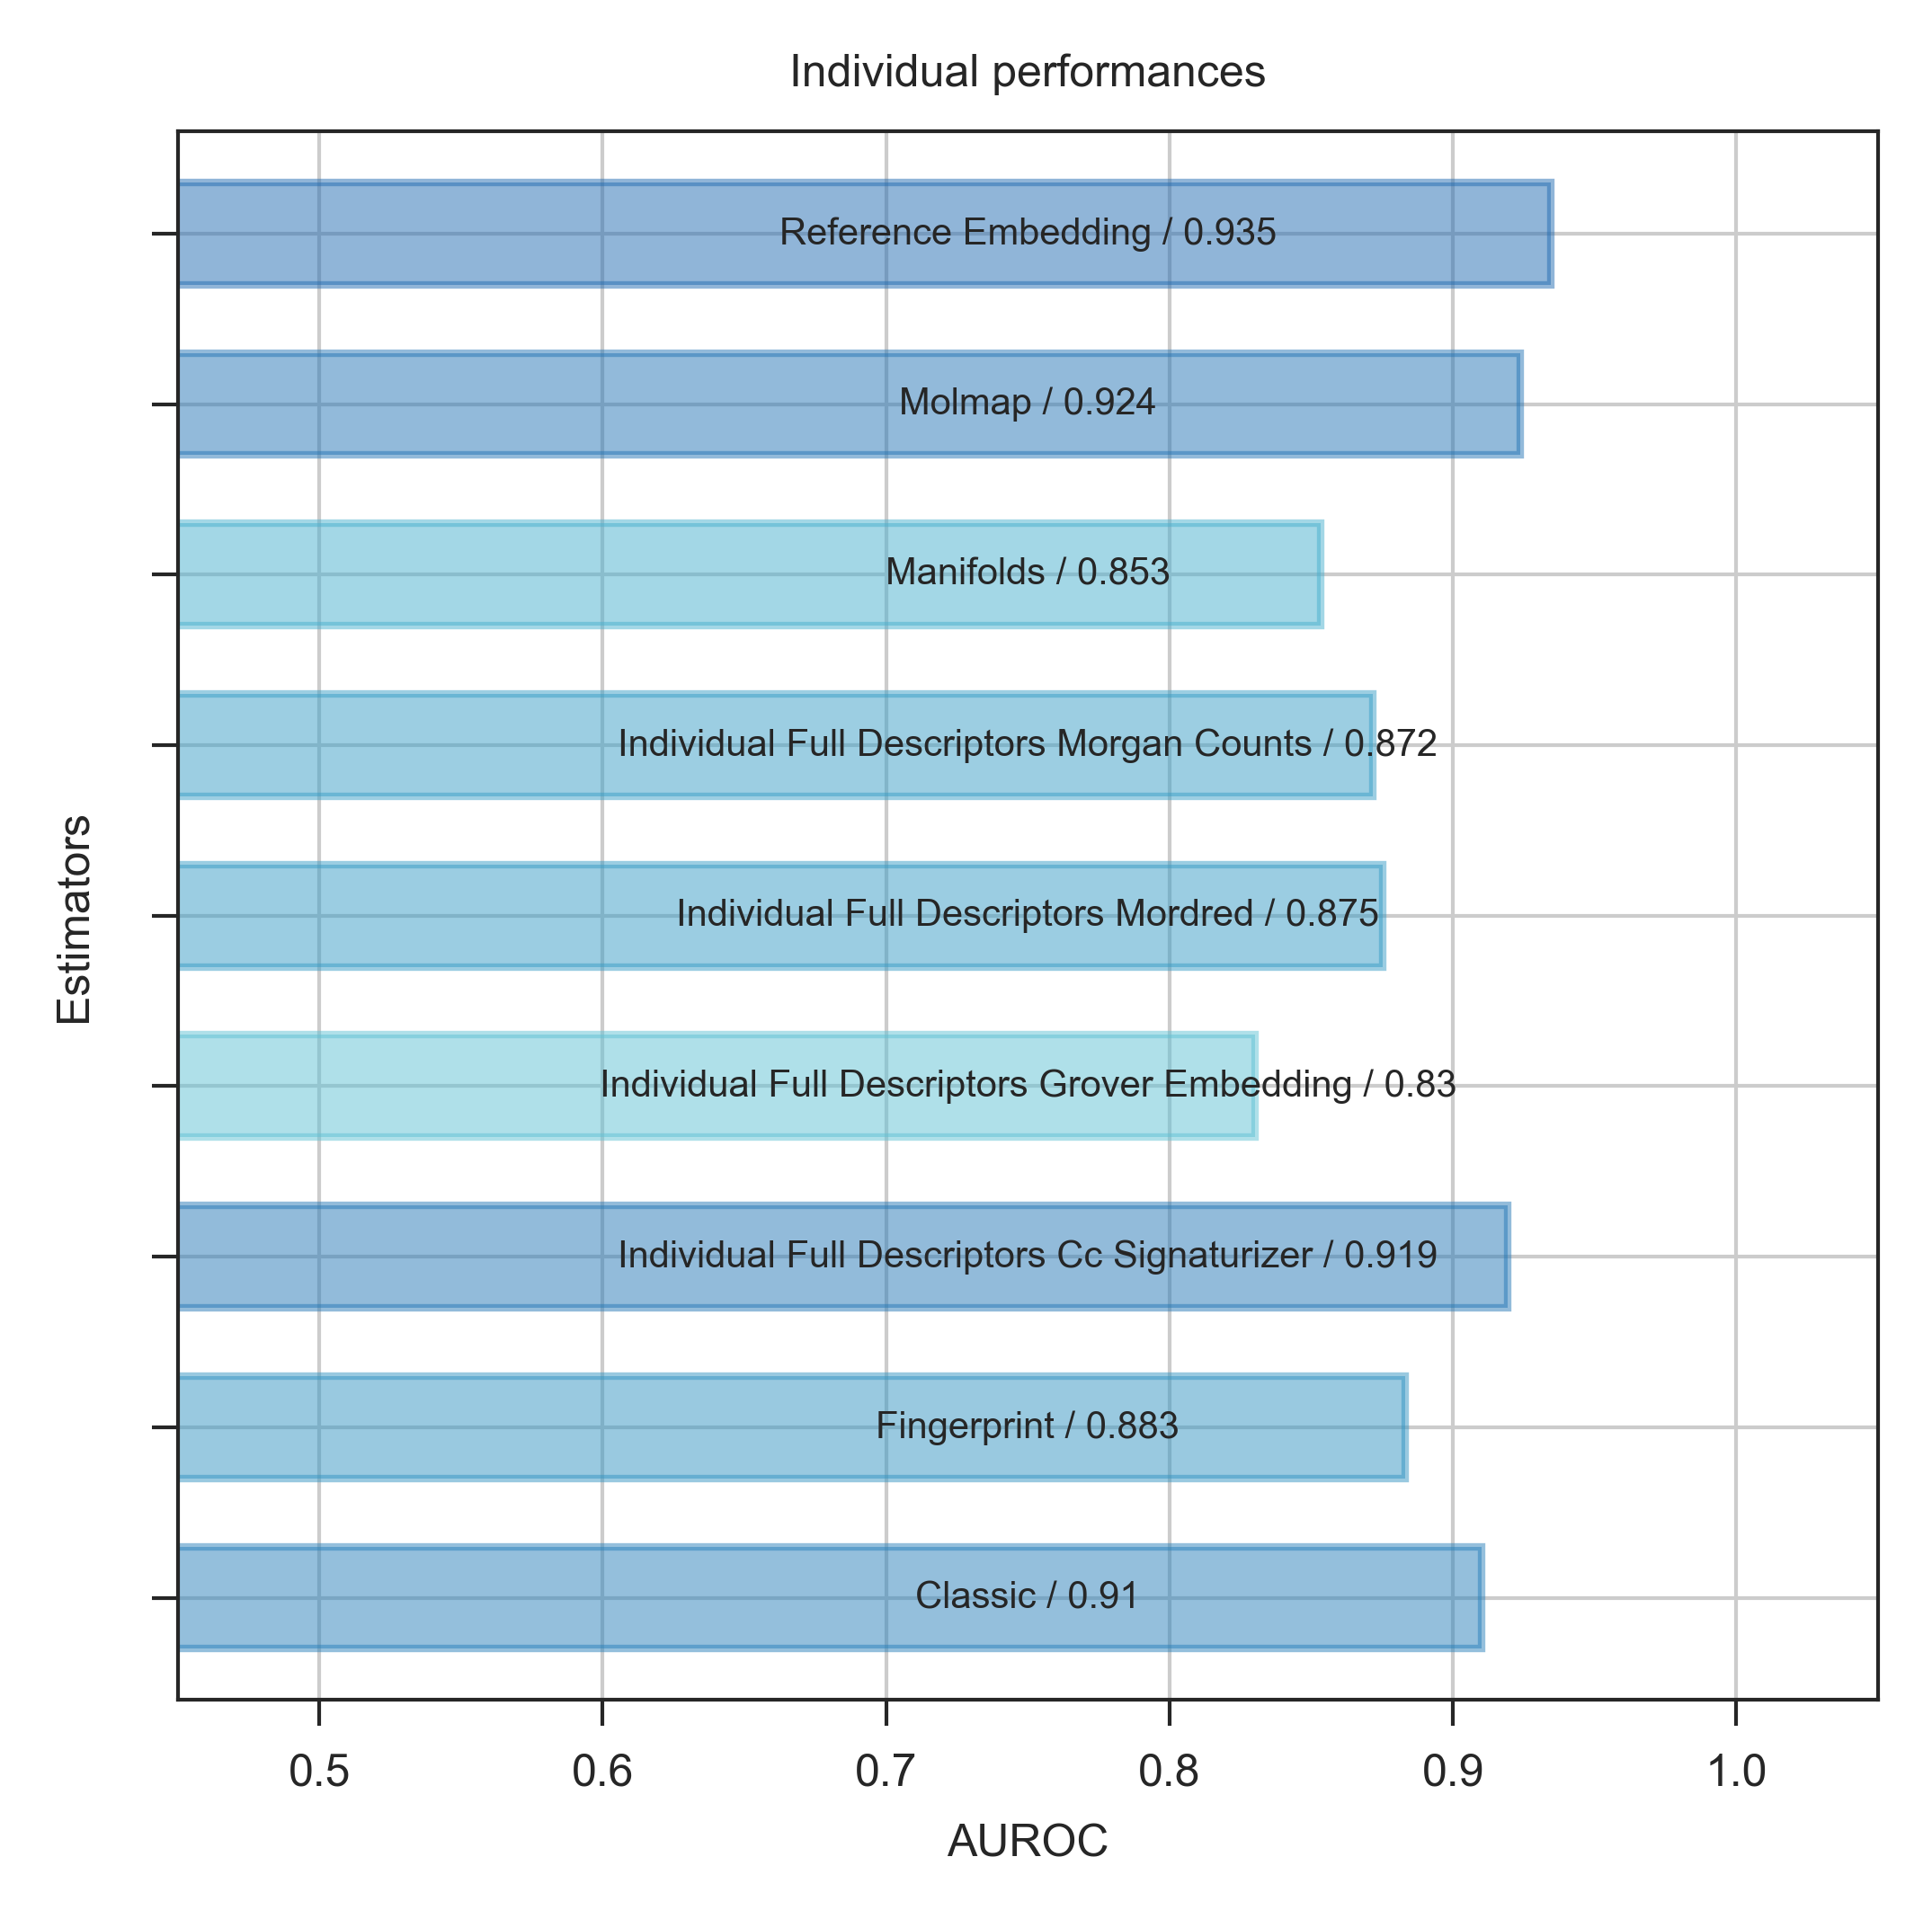 Individual performances
Reference Embedding / 0.935
Molmap / 0.924
Manifolds / 0.853
Individual Full Descriptors Morgan Counts / 0.872
Individual Full Descriptors Mordred / 0.875
Individual Full Descriptors Grover Embedding / 0.83
Individual Full Descriptors Cc Signaturizer / 0.919
Fingerprint / 0.883
Classic / 0.91
Estimators
0.5 0.6 0.7 0.8 0.9 1.0
AUROC